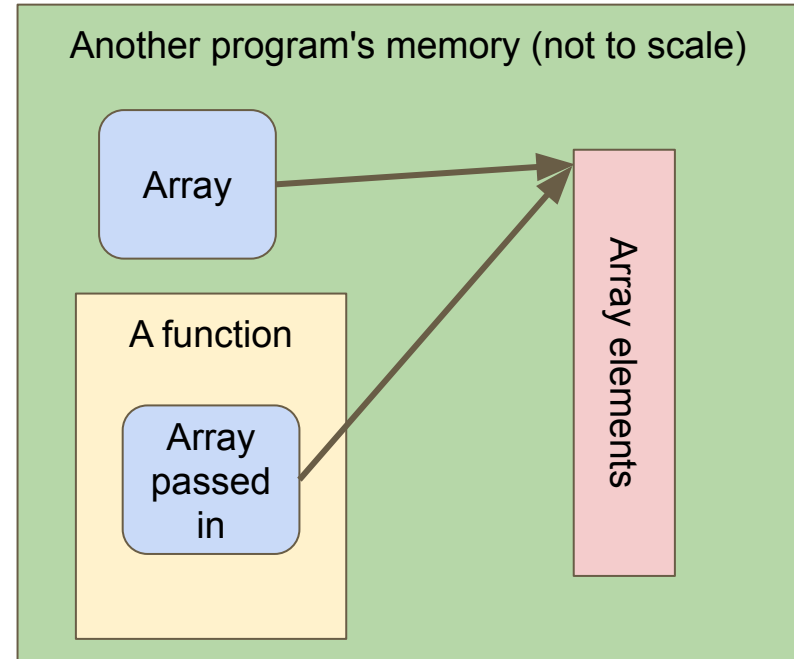 Another program's memory (not to scale)
Array
A function
Array
passed
in
Array elements